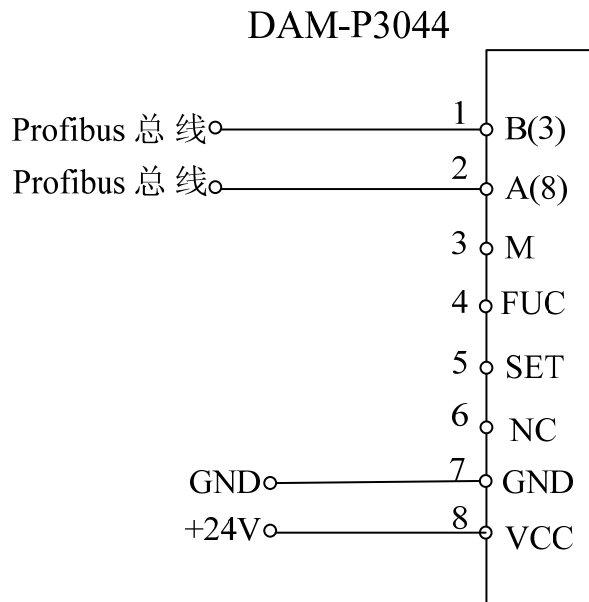 DAM-P3044
Profibus 总 线 1 B(3)
Profibus 总 线 2 A(8)
3 M
4 FUC
5 SET
6 NC
GND 7 GND
+24V 8 VCC